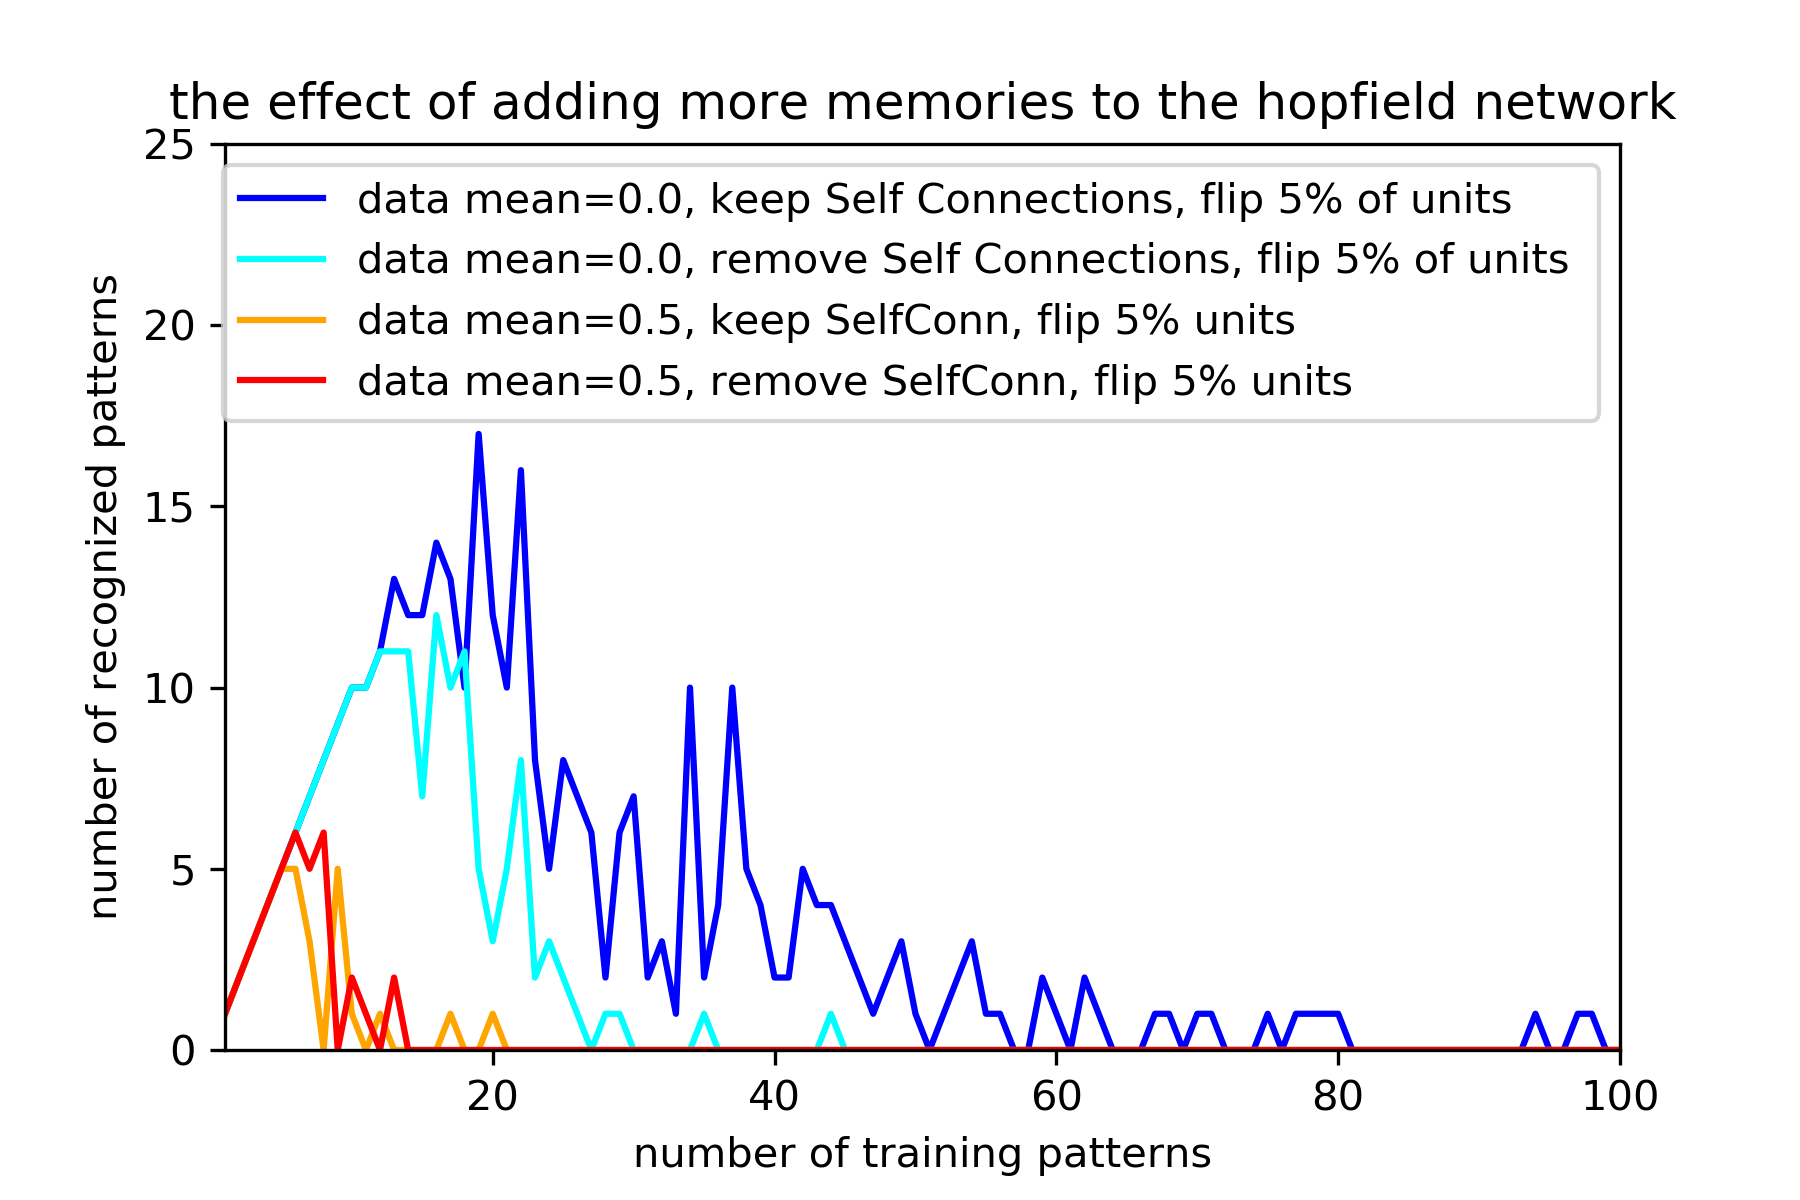 the effect of adding more memories to the hopfield network
25
20
15
10
5
0
number of recognized patterns
data mean=0.0, keep Self Connections, flip 5% of units
data mean=0.0, remove Self Connections, flip 5% of units
data mean=0.5, keep SelfConn, flip 5% units
data mean=0.5, remove SelfConn, flip 5% units
20 40 60 80 100
number of training patterns